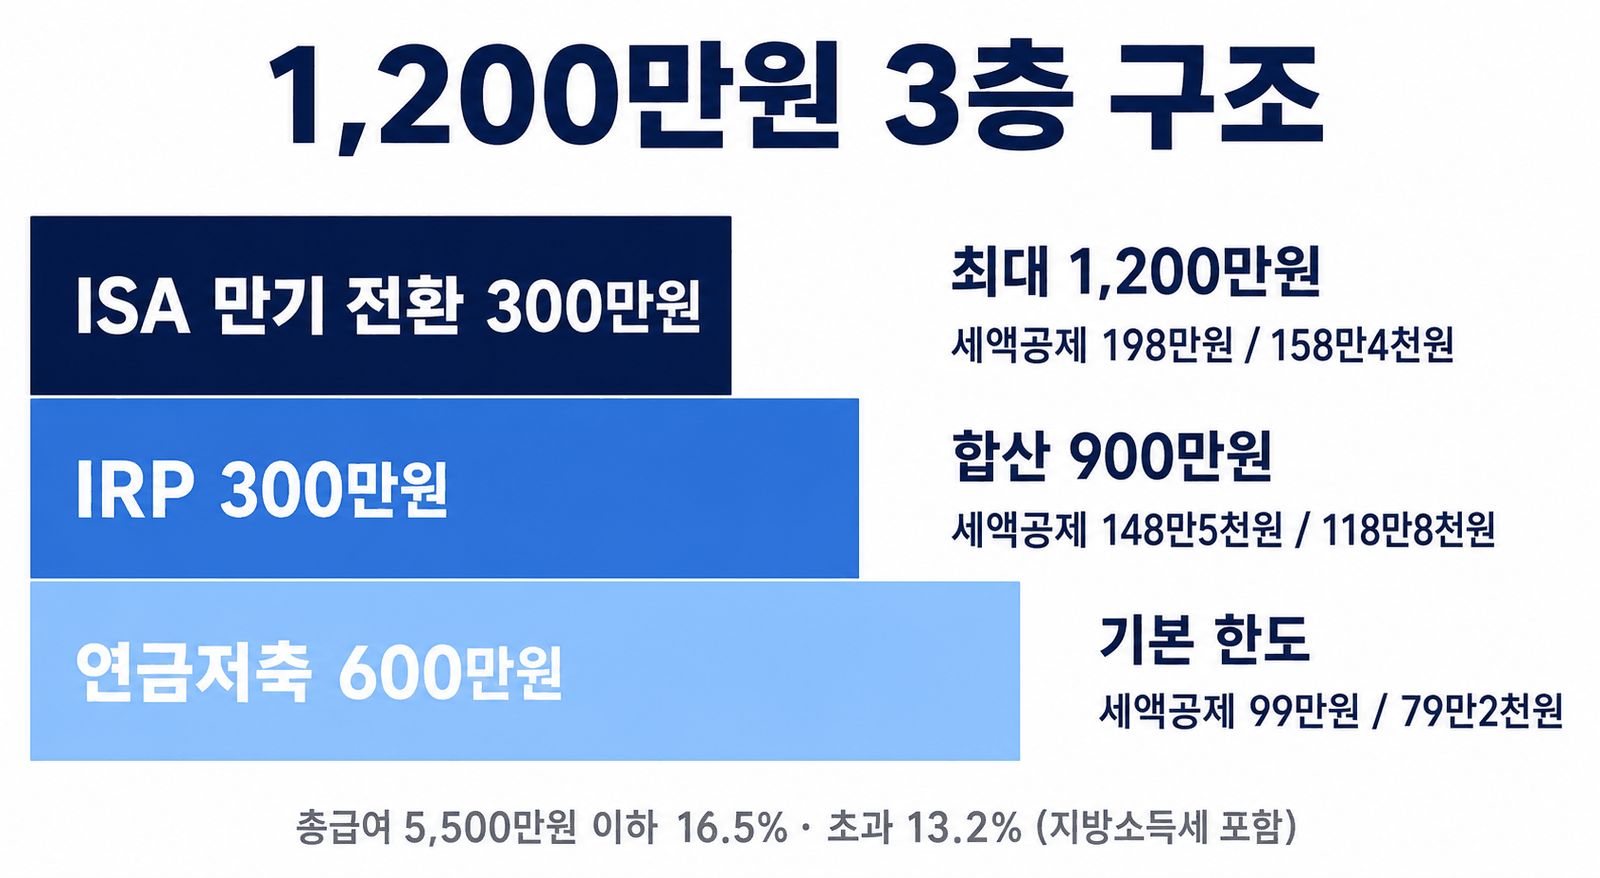 1,200만원 3층 구조
ISA 만기 전환 300만원
최대 1,200만원
세액공제 198만원 / 158만4천원
IRP 300만원
합산 900만원
세액공제 148만5천원 / 118만8천원
연금저축 600만원
기본 한도
세액공제 99만원 / 79만2천원
총급여 5,500만원 이하 16.5% · 초과 13.2% (지방소득세 포함)